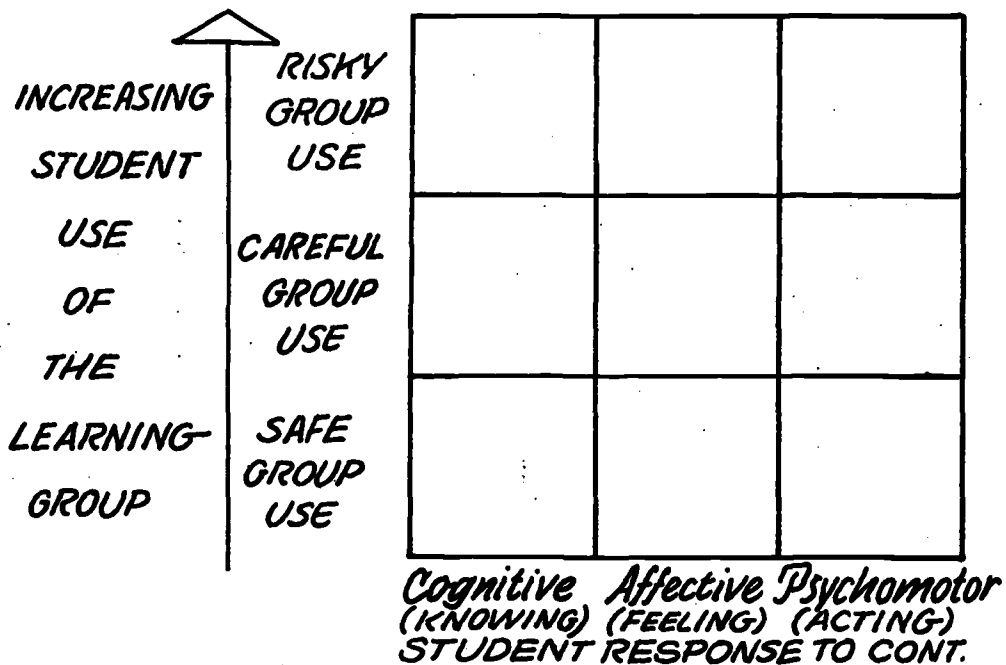 INCREASING
STUDENT
USE
OF
THE
LEARNING-
GROUP
RISKY
GROUP
USE
CAREFUL
GROUP
USE
SAFE
GROUP
USE
Cognitive Affective Psychomotor
(KNOWING) (FEELING) (ACTING)
STUDENT RESPONSE TO CONT.